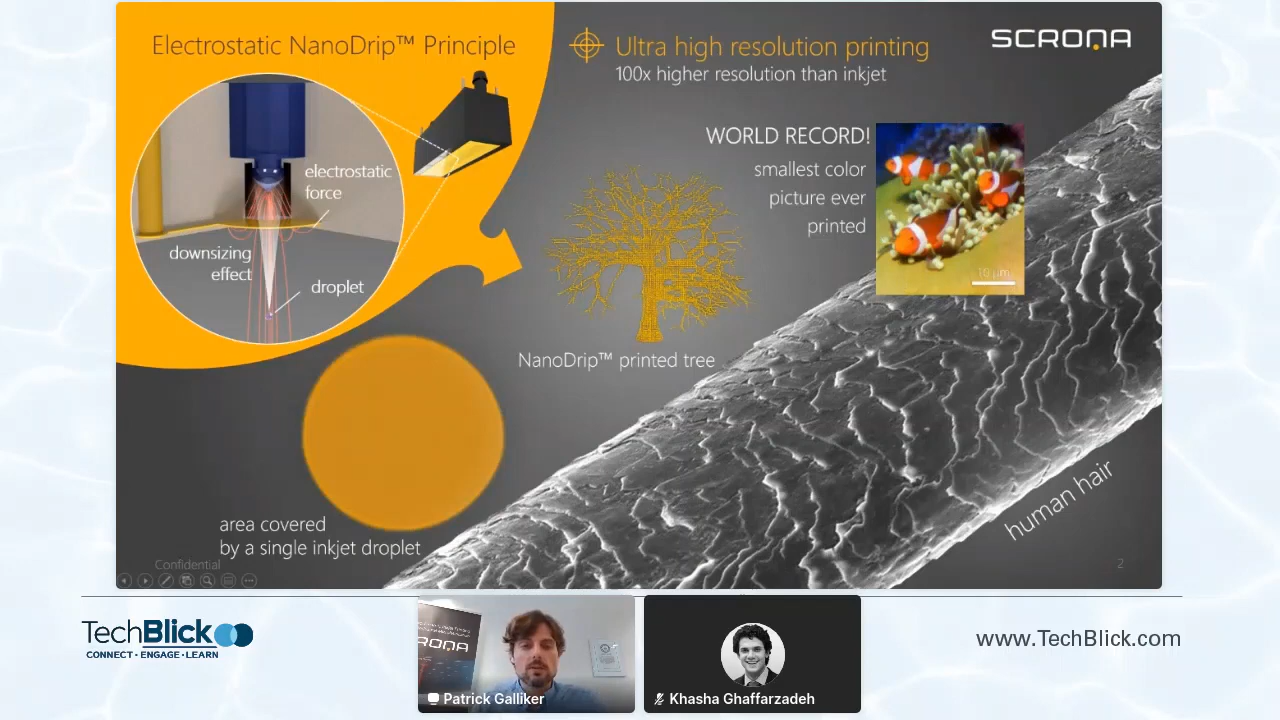 Electrostatic NanoDrip™ Principle
electrostatic
force
downsizing
effect
droplet
Ultra high resolution printing
100x higher resolution than inkjet
SCRONA
WORLD RECORD!
smallest color
picture ever
printed
10 µm
NanoDrip™ printed tree
area covered
by a single inkjet droplet
human hair
Confidential
2
TechBlick
CONNECT · ENGAGE · LEARN
RONA
Patrick Galliker
Khasha Ghaffarzadeh
www.TechBlick.com